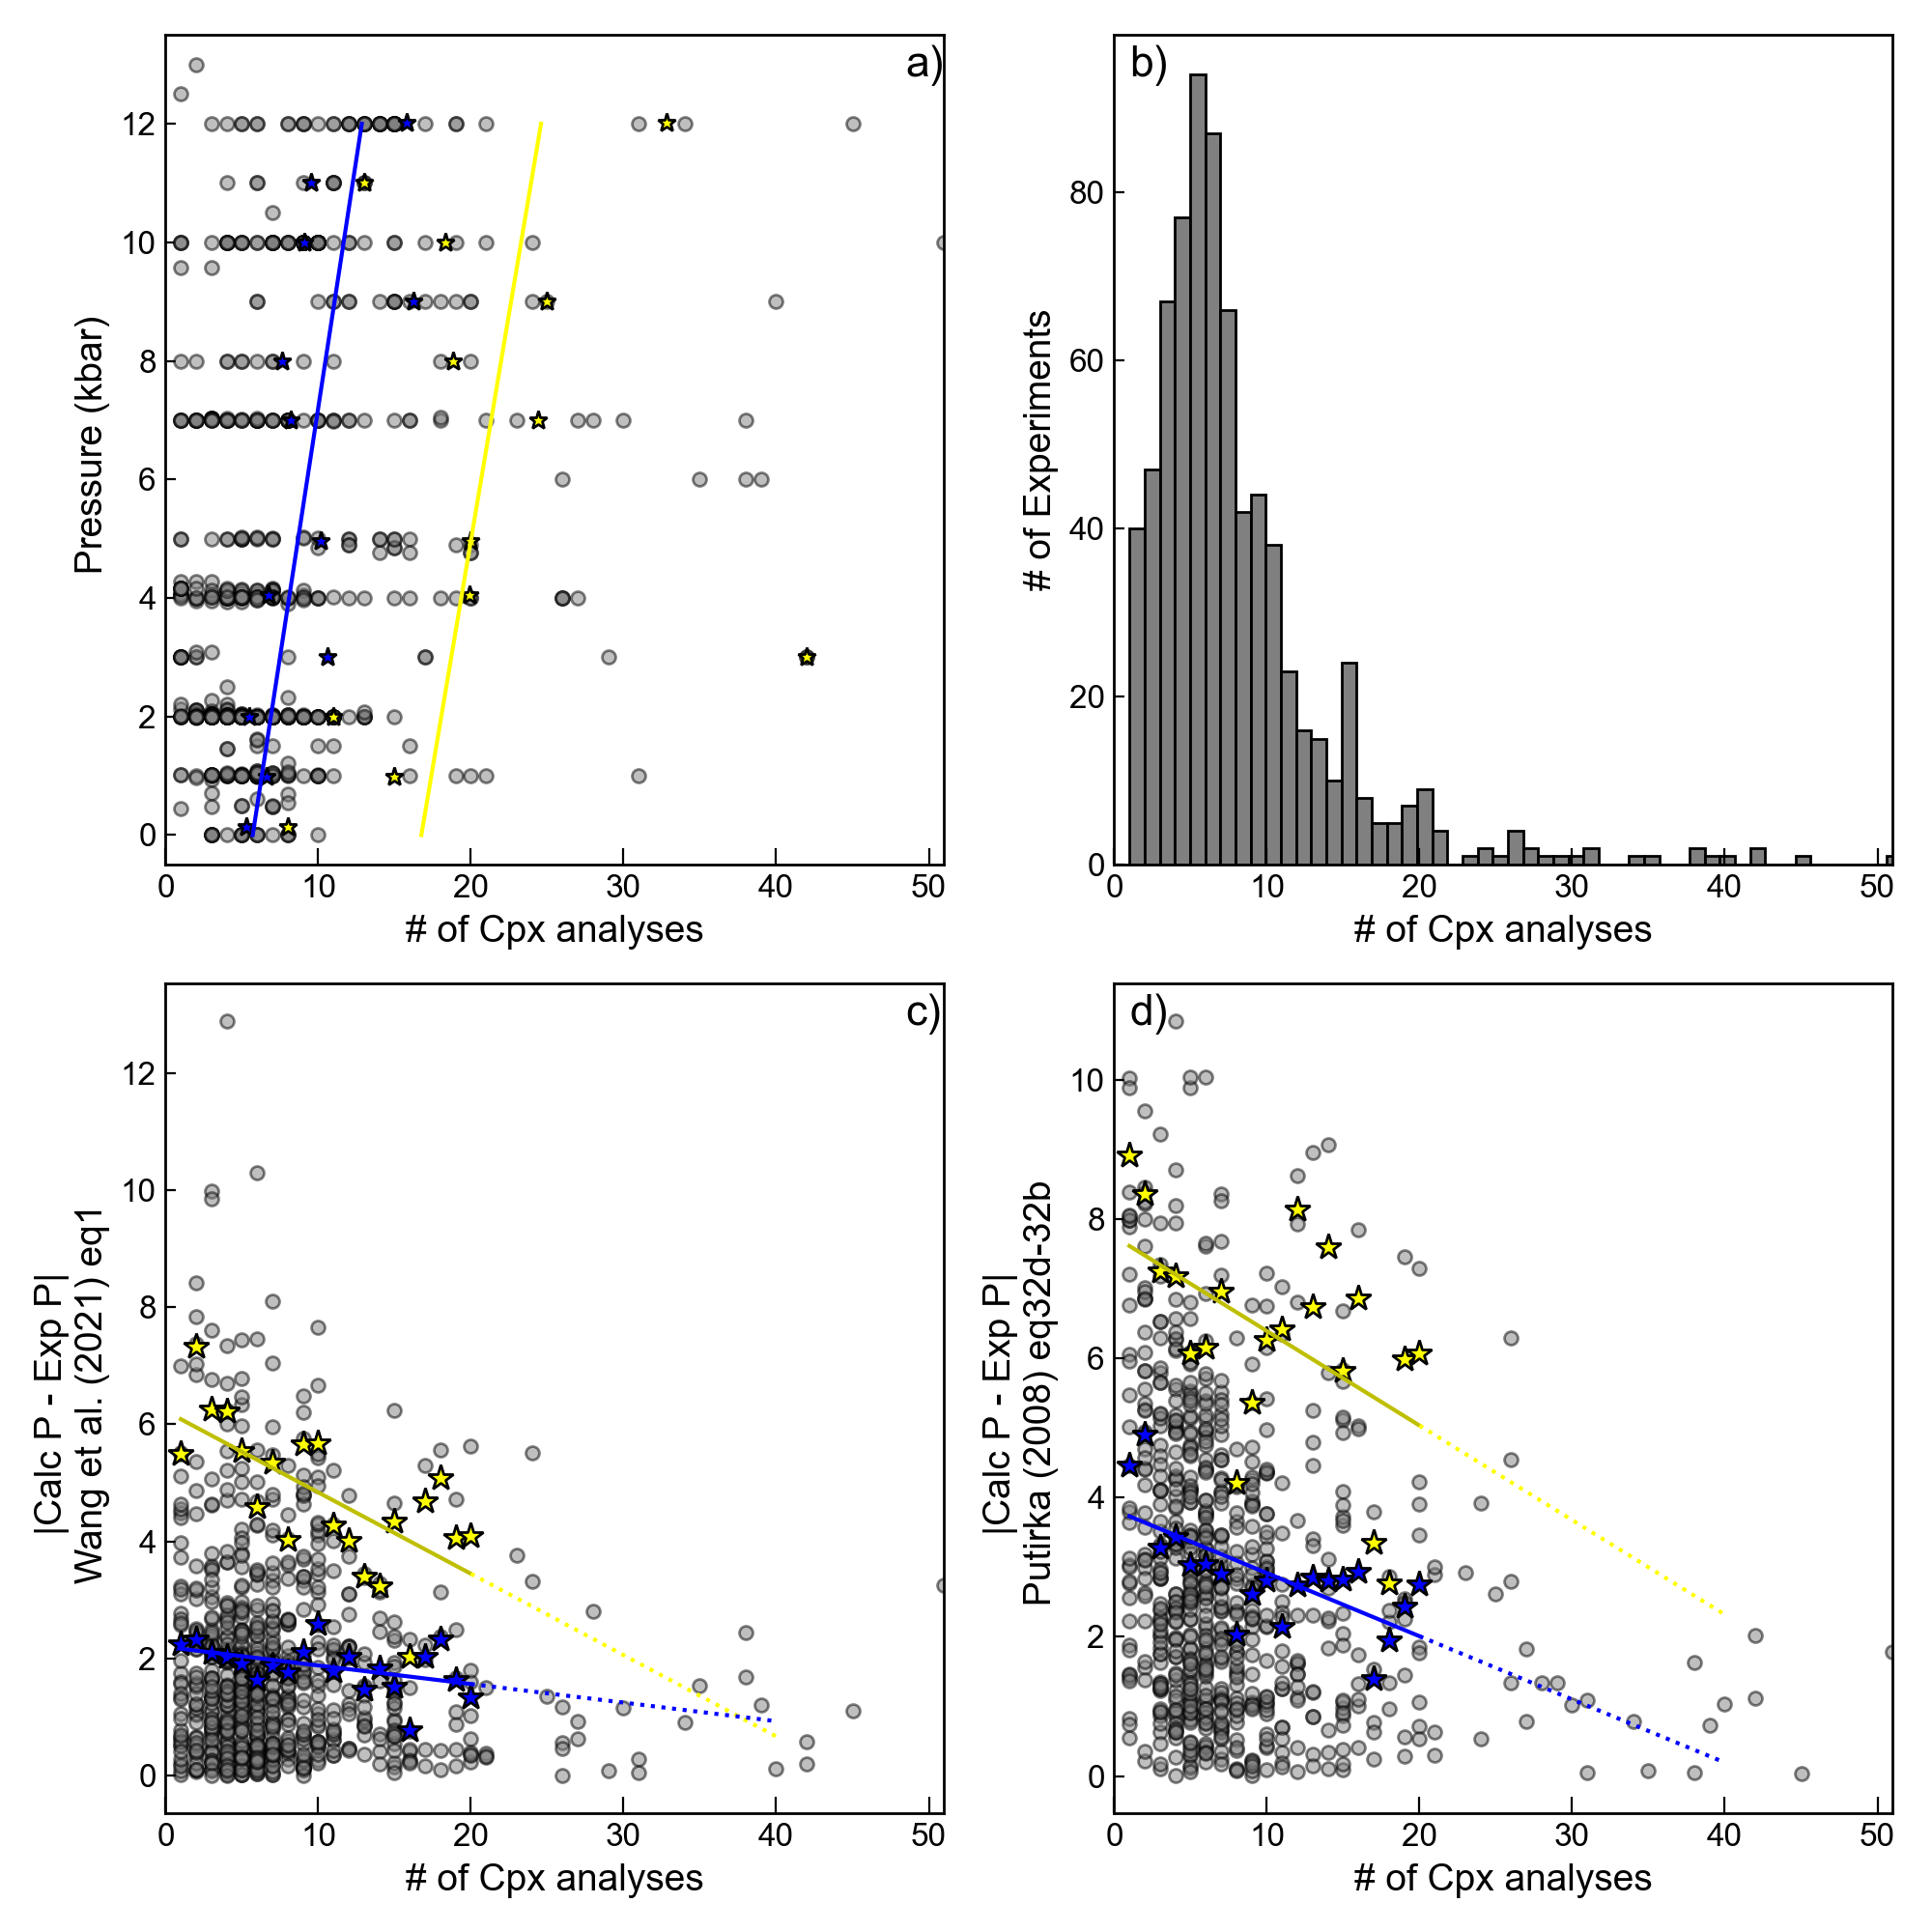 a)
12
10
8
6
4
2
0
Pressure (kbar)
0 10 20 30 40 50
# of Cpx analyses
b)
80
60
40
20
0
# of Experiments
0 10 20 30 40 50
# of Cpx analyses
c)
12
10
8
6
4
2
0
|Calc P - Exp P|
Wang et al. (2021) eq1
0 10 20 30 40 50
# of Cpx analyses
d)
10
8
6
4
2
0
|Calc P - Exp P|
Putirka (2008) eq32d-32b
0 10 20 30 40 50
# of Cpx analyses